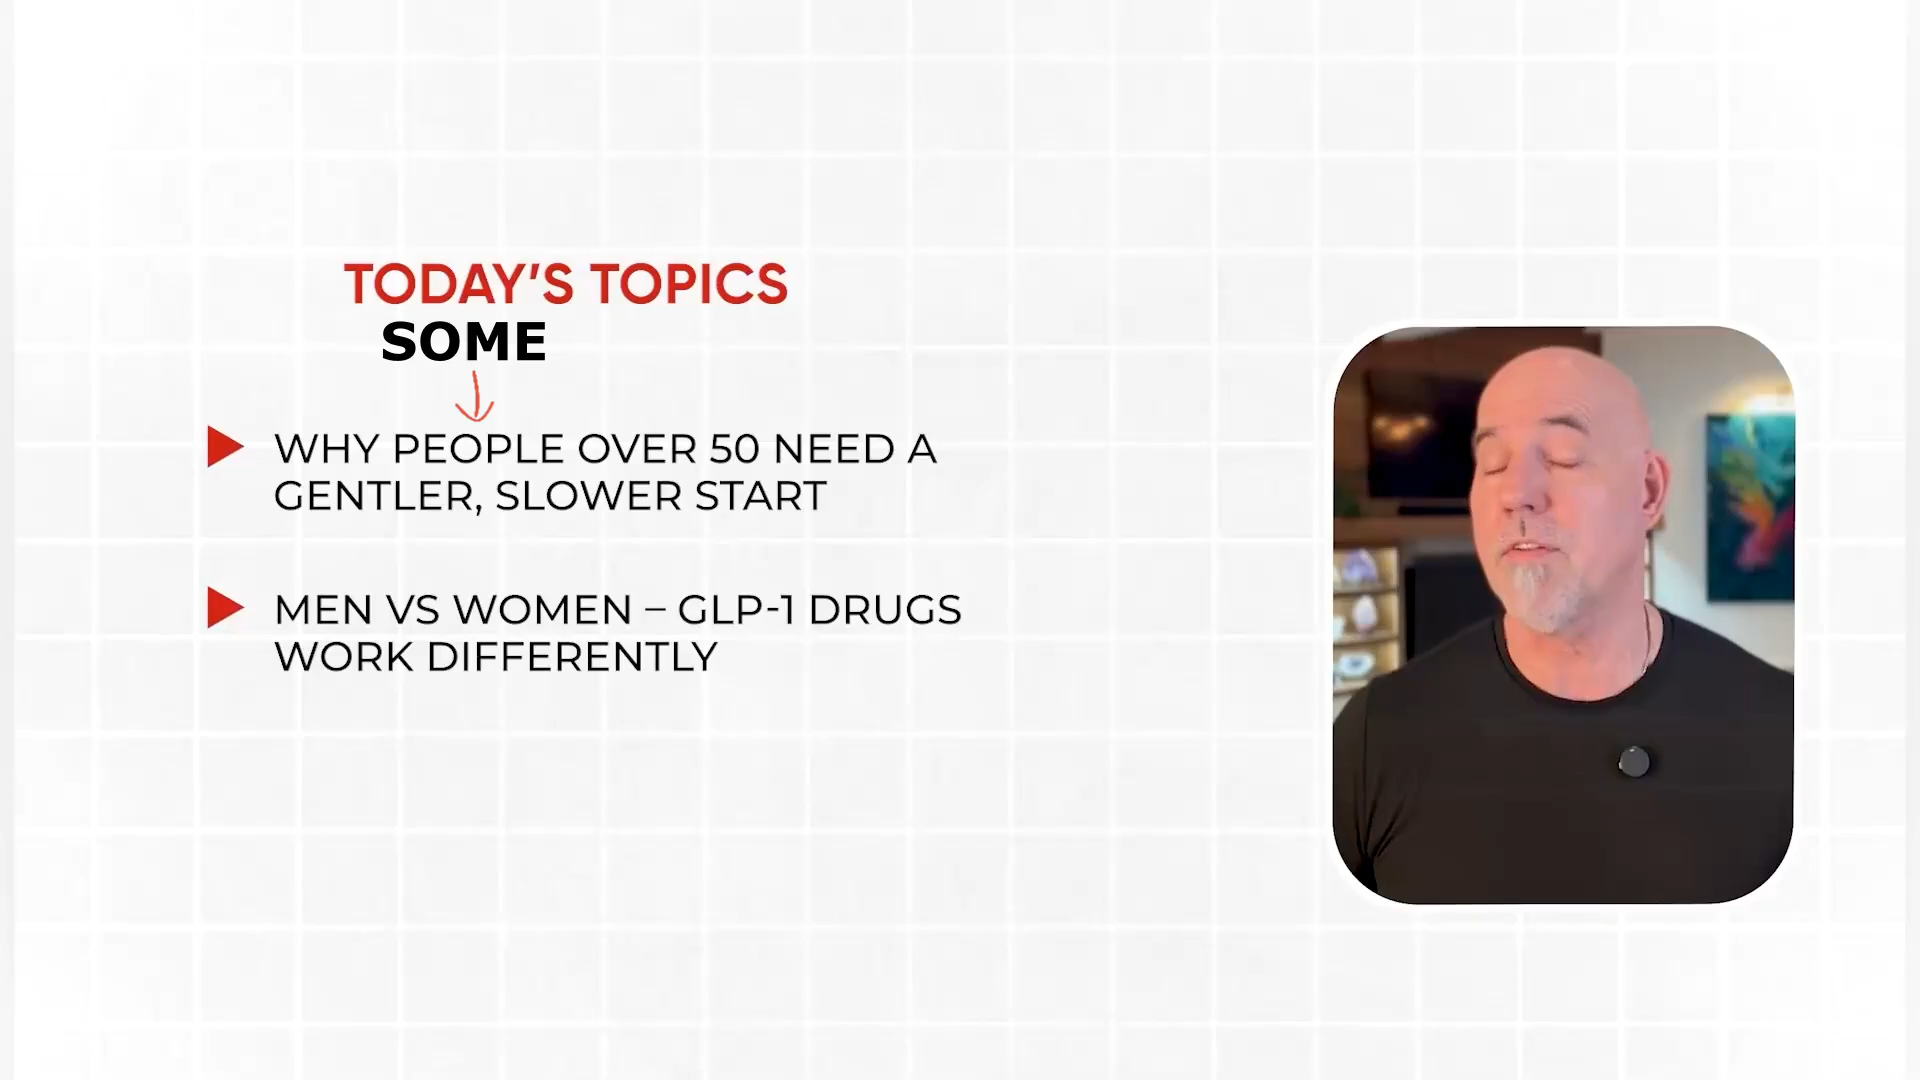 TODAY'S TOPICS
SOME
WHY PEOPLE OVER 50 NEED A
GENTLER, SLOWER START
MEN VS WOMEN – GLP-1 DRUGS
WORK DIFFERENTLY